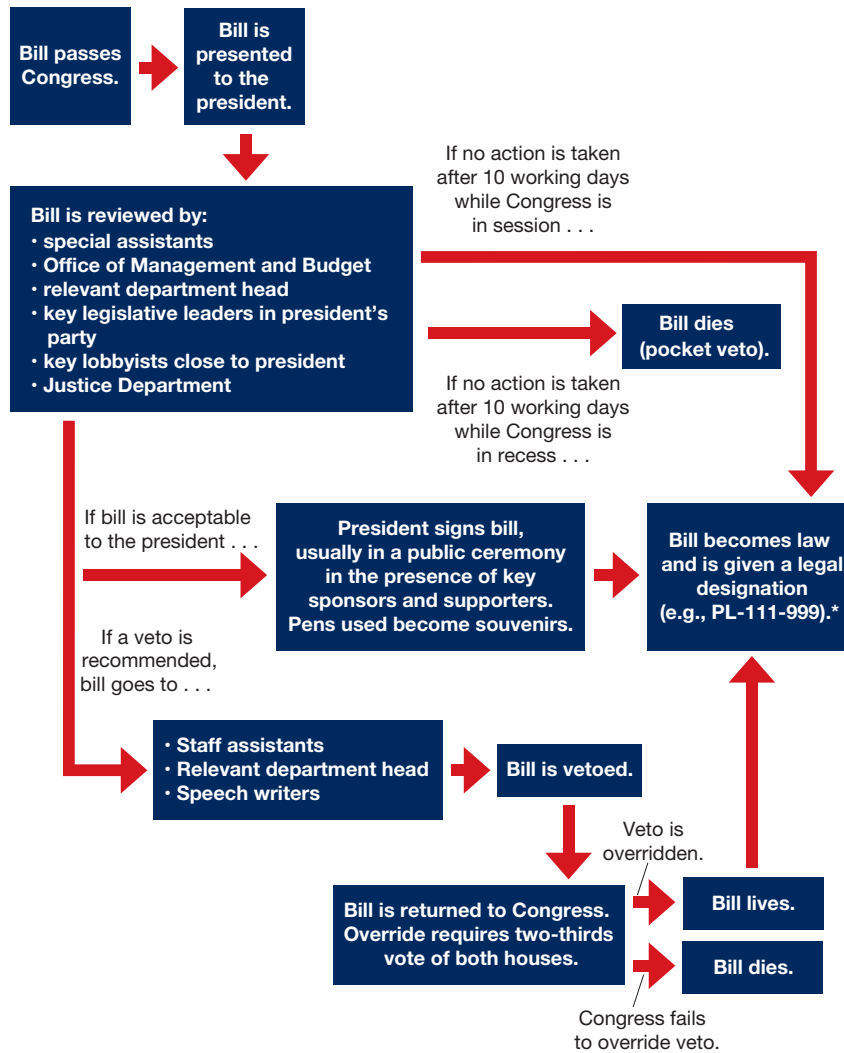 Bill passes
Congress.
Bill is
presented
to the
president.
If no action is taken
after 10 working days
while Congress is
in session . . .
Bill is reviewed by:
· special assistants
· Office of Management and Budget
· relevant department head
· key legislative leaders in president's
party
· key lobbyists close to president
· Justice Department
Bill dies
(pocket veto).
If no action is taken
after 10 working days
while Congress is
in recess . . .
If bill is acceptable
to the president . . .
President signs bill,
usually in a public ceremony
in the presence of key
sponsors and supporters.
Pens used become souvenirs.
Bill becomes law
and is given a legal
designation
(e.g., PL-111-999).*
If a veto is
recommended,
bill goes to . . .
· Staff assistants
· Relevant department head
· Speech writers
Bill is vetoed.
Veto is
overridden.
Bill is returned to Congress.
Override requires two-thirds
vote of both houses.
Bill lives.
Bill dies.
Congress fails
to override veto.